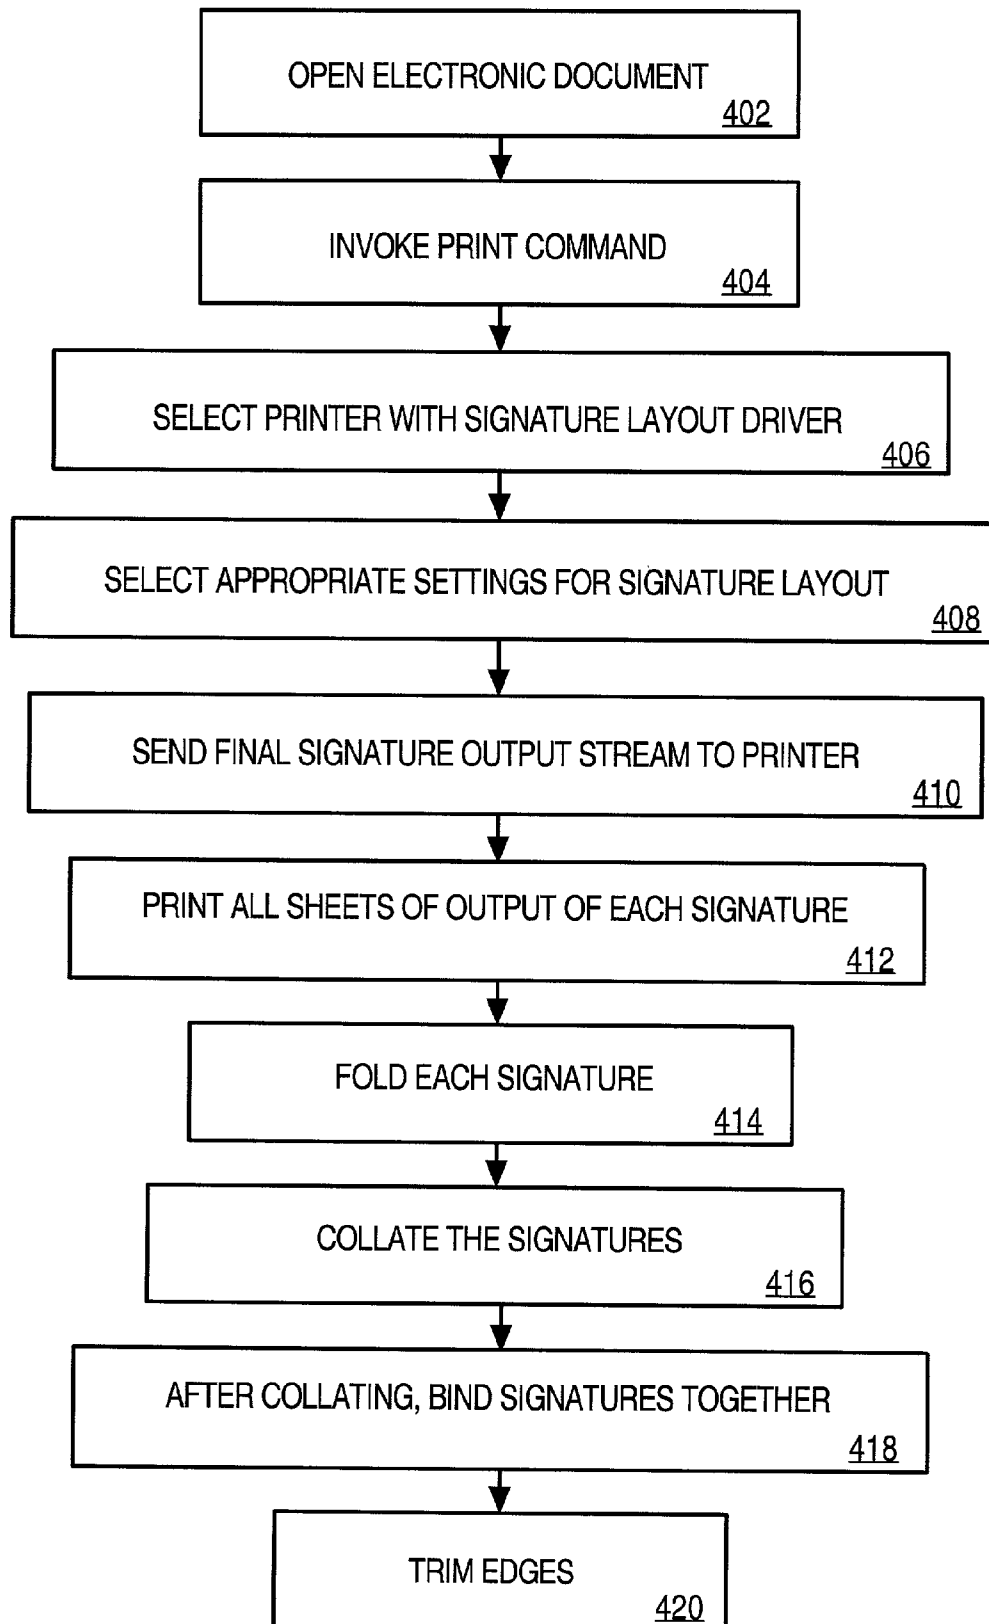 OPEN ELECTRONIC DOCUMENT
402
INVOKE PRINT COMMAND
404
SELECT PRINTER WITH SIGNATURE LAYOUT DRIVER
406
SELECT APPROPRIATE SETTINGS FOR SIGNATURE LAYOUT
408
SEND FINAL SIGNATURE OUTPUT STREAM TO PRINTER
410
PRINT ALL SHEETS OF OUTPUT OF EACH SIGNATURE
412
FOLD EACH SIGNATURE
414
COLLATE THE SIGNATURES
416
AFTER COLLATING, BIND SIGNATURES TOGETHER
418
TRIM EDGES
420